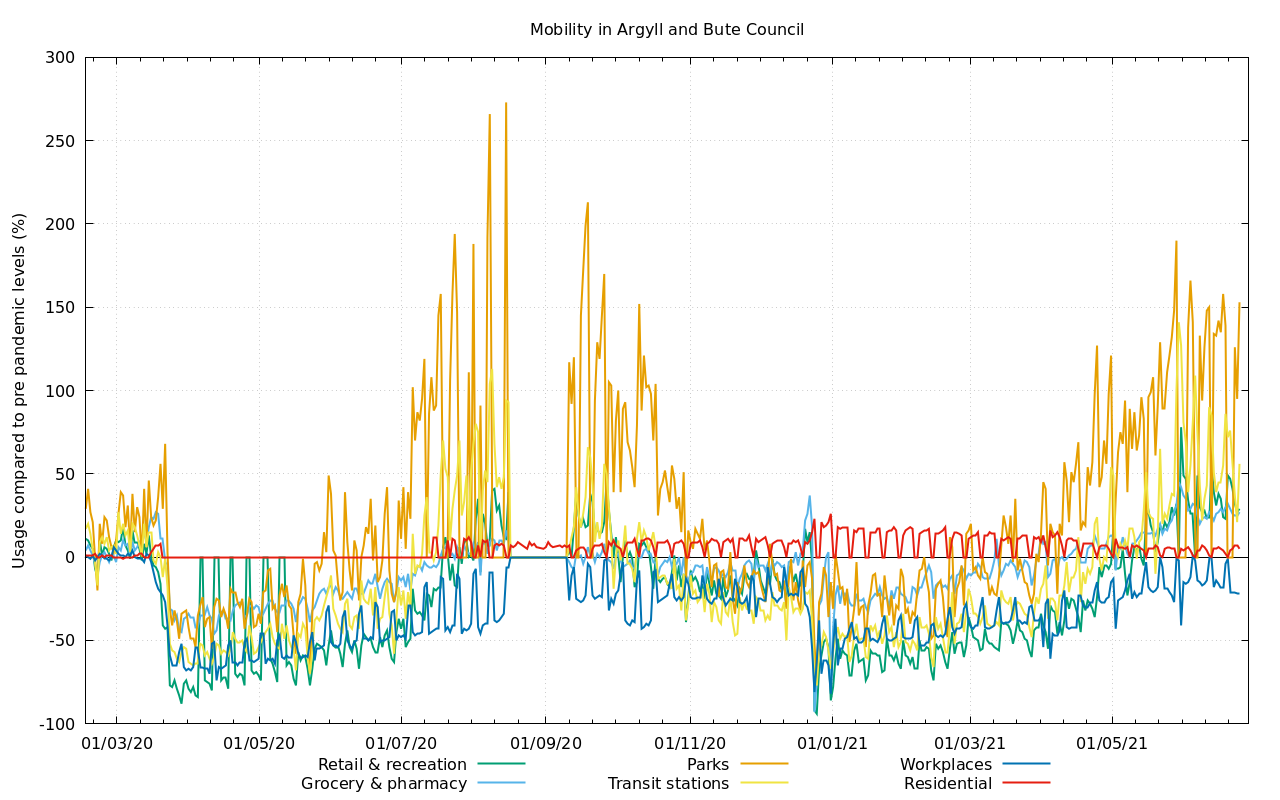 Mobility in Argyll and Bute Council
Usage compared to pre pandemic levels (%)
300
250
200
150
100
50
0
-50
-100
01/03/20 01/05/20 01/07/20 01/09/20 01/11/20 01/01/21 01/03/21 01/05/21
Retail & recreation Parks Workplaces
Grocery & pharmacy Transit stations Residential